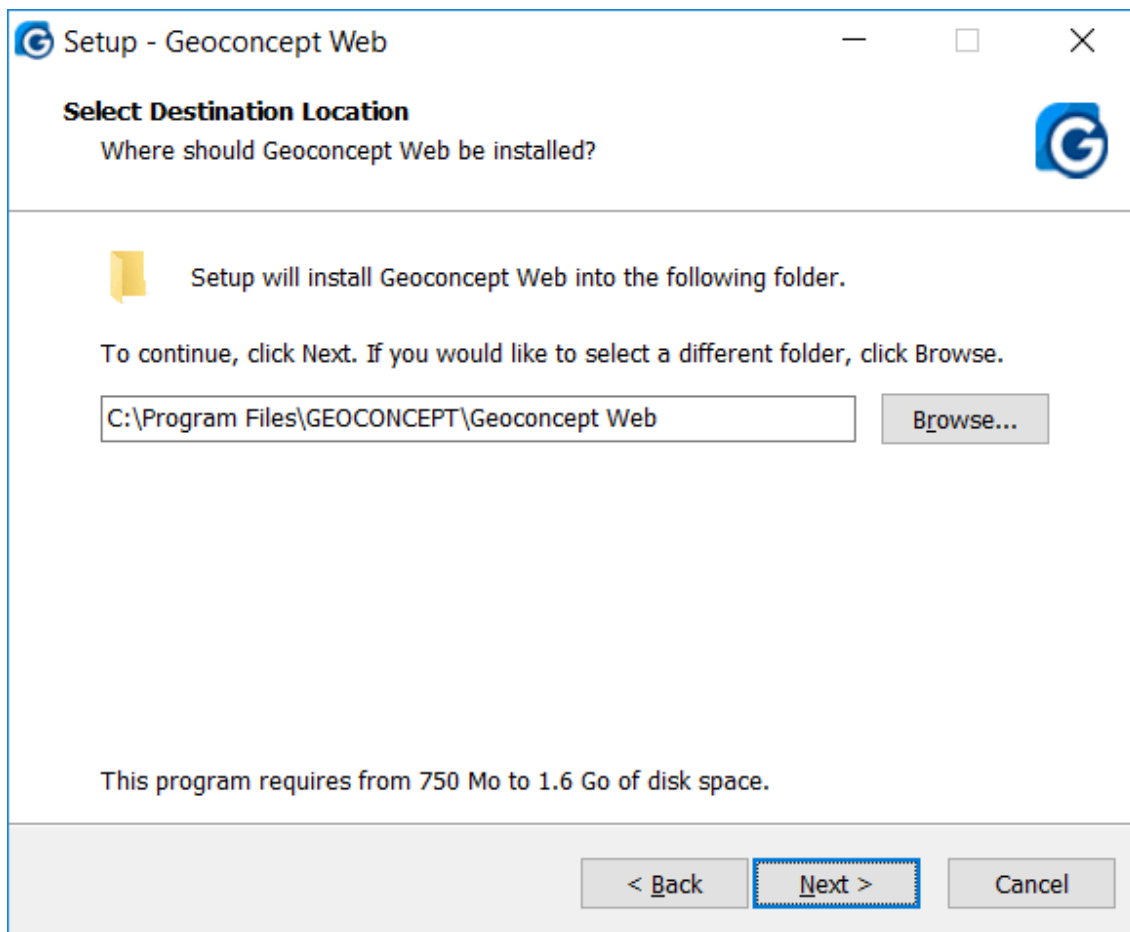 Setup - Geoconcept Web
Select Destination Location
Where should Geoconcept Web be installed?
Setup will install Geoconcept Web into the following folder.
To continue, click Next. If you would like to select a different folder, click Browse.
C:\Program Files\GEOCONCEPT\Geoconcept Web
Browse...
This program requires from 750 Mo to 1.6 Go of disk space.
< Back Next > Cancel